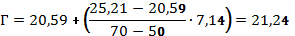 Г = 20,59 + (25,21 − 20,59 / 70 − 50 · 7,14) = 21,24